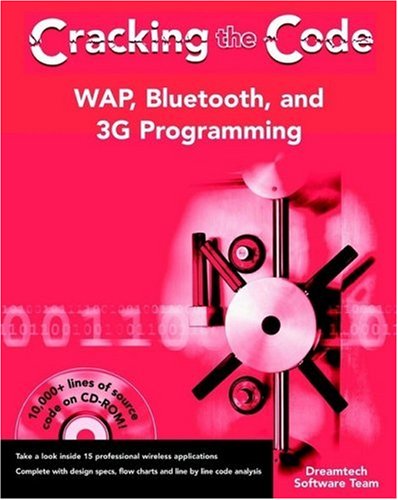 Cracking the Code
WAP, Bluetooth, and
3G Programming
10,000+ lines of source
code on CD-ROM!
Take a look inside 15 professional wireless applications
Complete with design specs, flow charts and line by line code analysis
Dreamtech
Software Team